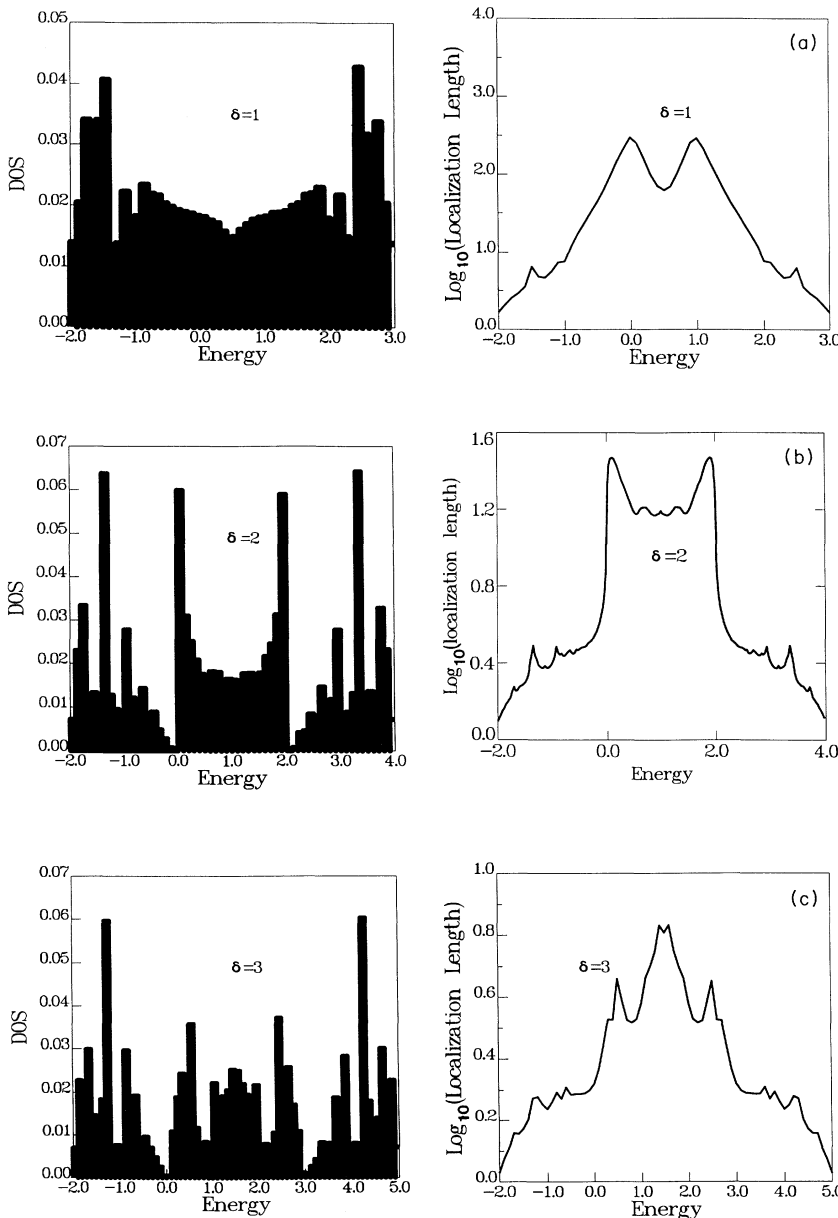 0.05
0.04
0.03
0.02
0.01
0.00
DOS
δ=1
-2.0 -1.0 0.0 1.0 2.0 3.0
Energy
4.0
3.0
2.0
1.0
0.0
Log10(Localization Length)
(a)
δ=1
-2.0 -1.0 0.0 1.0 2.0 3.0
Energy
0.07
0.06
0.05
0.04
0.03
0.02
0.01
0.00
DOS
δ=2
-2.0 -1.0 0.0 1.0 2.0 3.0 4.0
Energy
1.6
1.2
0.8
0.4
0.0
Log10(localization length)
(b)
δ=2
-2.0 0.0 2.0 4.0
Energy
0.07
0.06
0.05
0.04
0.03
0.02
0.01
0.00
DOS
δ=3
-2.0 -1.0 0.0 1.0 2.0 3.0 4.0 5.0
Energy
1.0
0.8
0.6
0.4
0.2
0.0
Log10(Localization Length)
(c)
δ=3
-2.0 -1.0 0.0 1.0 2.0 3.0 4.0 5.0
Energy